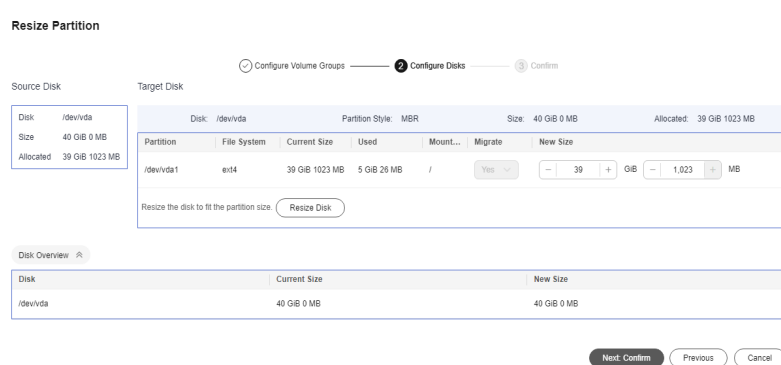 Resize Partition
Configure Volume Groups 2 Configure Disks 3 Confirm
Source Disk Target Disk
Disk /dev/vda
Size 40 GiB 0 MB
Allocated 39 GiB 1023 MB
Disk: /dev/vda Partition Style: MBR Size: 40 GiB 0 MB Allocated: 39 GiB 1023 MB
Partition File System Current Size Used Mount... Migrate New Size
/dev/vda1 ext4 39 GiB 1023 MB 5 GiB 26 MB / Yes − 39 + GiB − 1,023 + MB
Resize the disk to fit the partition size. Resize Disk
Disk Overview
Disk Current Size New Size
/dev/vda 40 GiB 0 MB 40 GiB 0 MB
Next: Confirm Previous Cancel